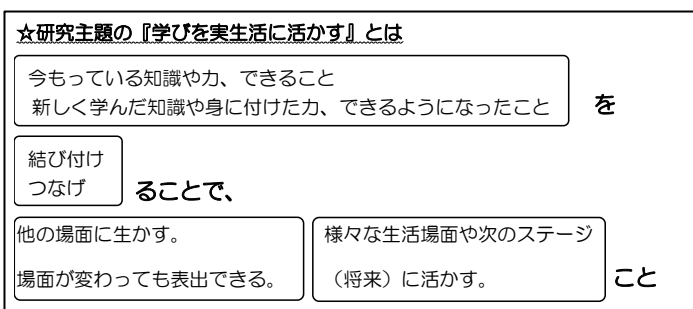 ☆研究主題の『学びを実生活に活かす』とは
今もっている知識や力、できること
新しく学んだ知識や身に付けた力、できるようになったこと
を
結び付け
つなげ
ることで、
他の場面に生かす。
場面が変わっても表出できる。
様々な生活場面や次のステージ
（将来）に活かす。
こと